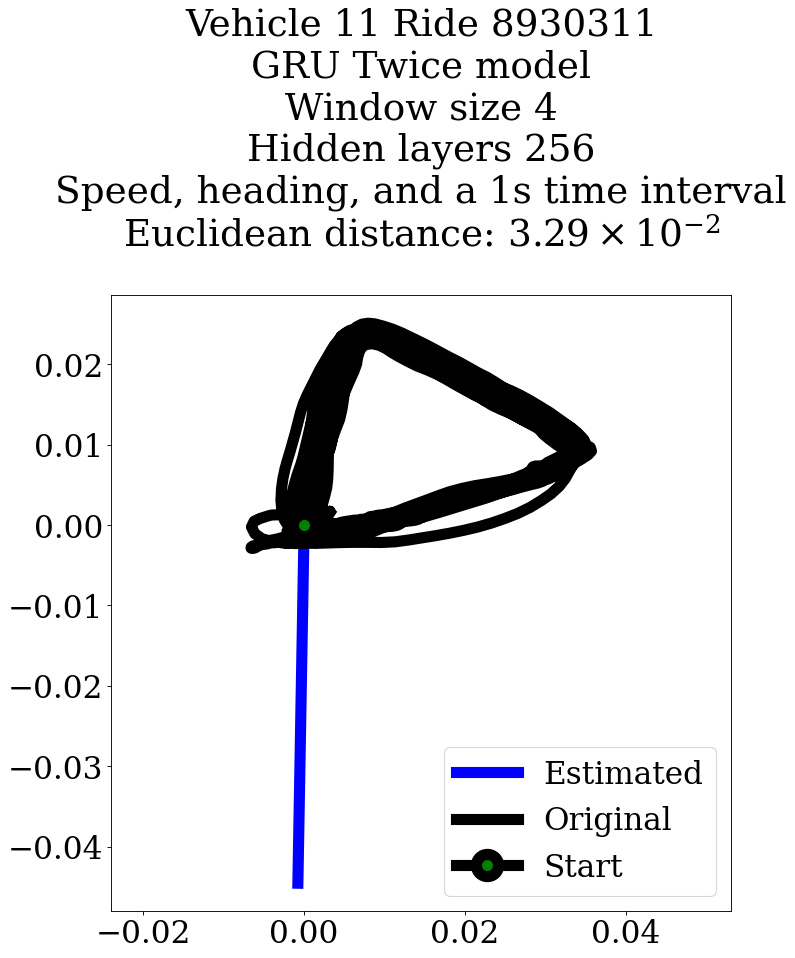 Vehicle 11 Ride 8930311
GRU Twice model
Window size 4
Hidden layers 256
Speed, heading, and a 1s time interval
Euclidean distance: 3.29 × 10⁻²
0.02
0.01
0.00
−0.01
−0.02
−0.03
−0.04
−0.02 0.00 0.02 0.04
Estimated
Original
Start